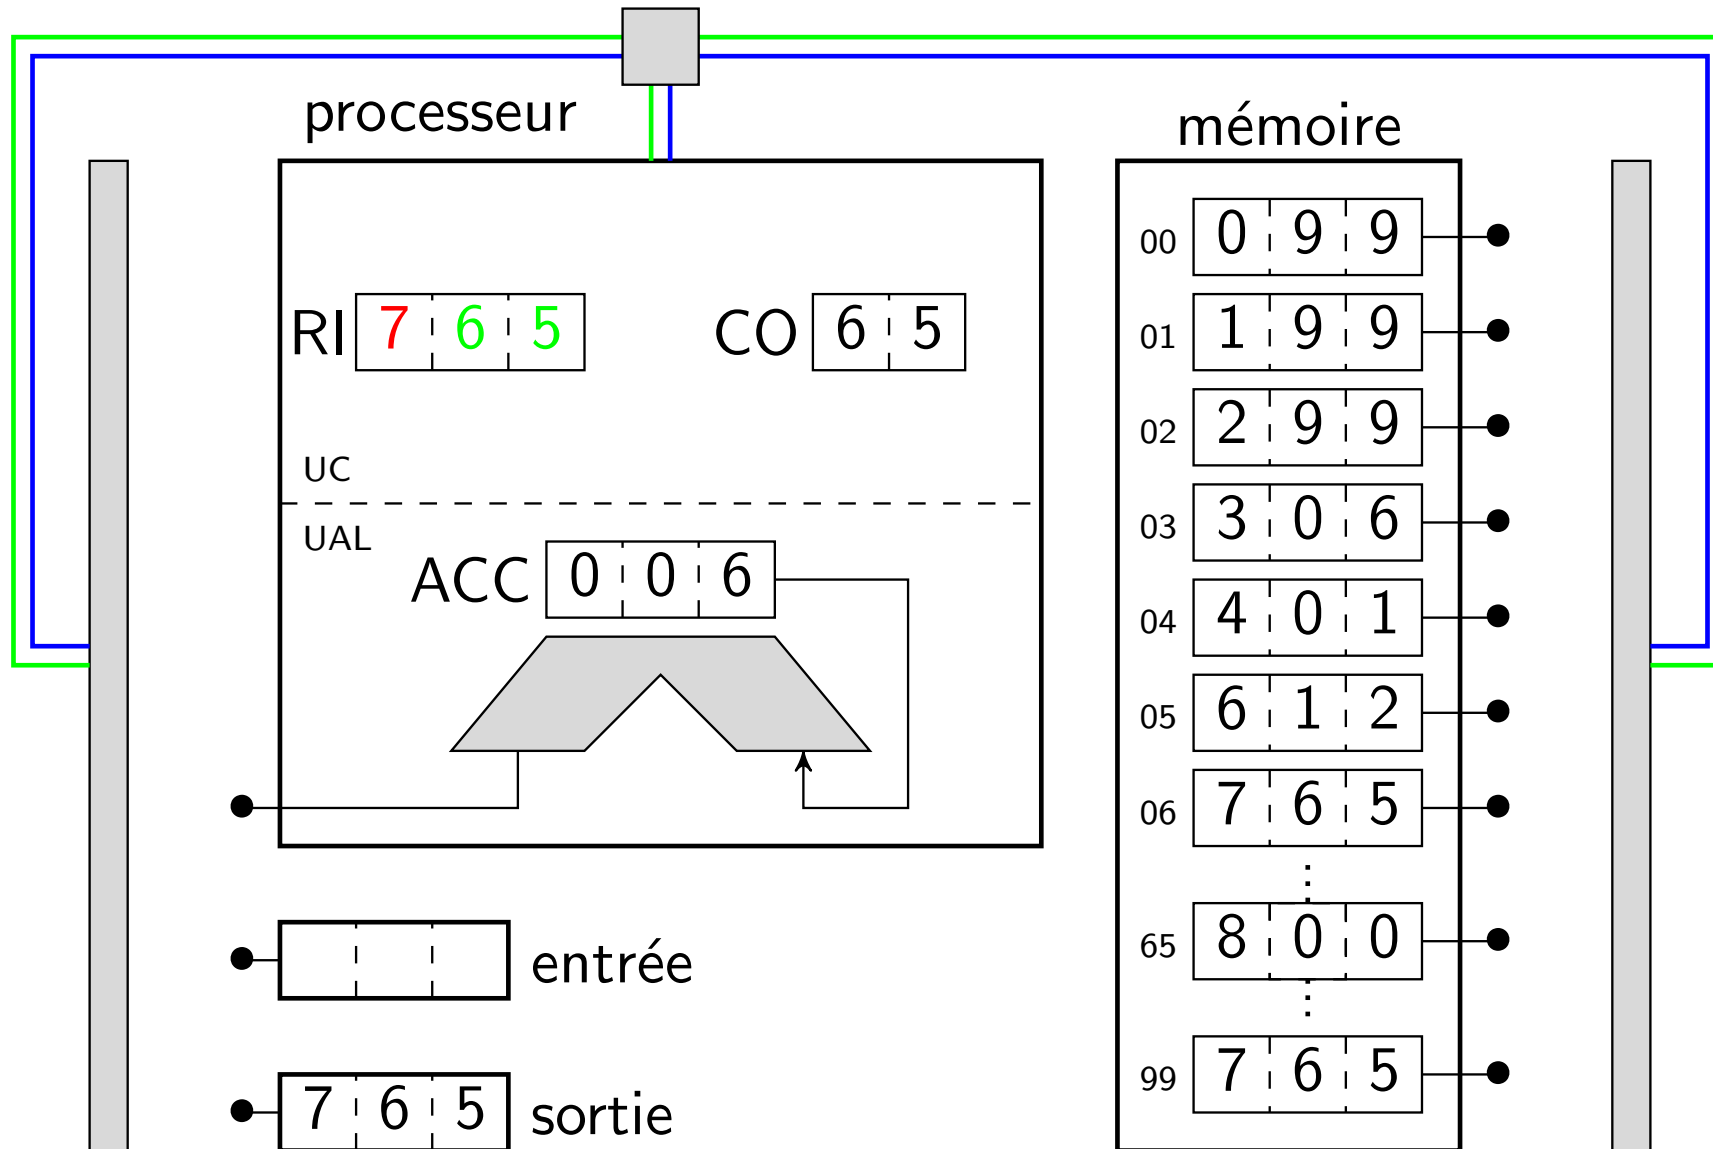 processeur
mémoire
00 0 9 9
RI 7 6 5 CO 6 5
01 1 9 9
02 2 9 9
UC
03 3 0 6
UAL
ACC 0 0 6
04 4 0 1
05 6 1 2
06 7 6 5
⋮
65 8 0 0
entrée
⋮
99 7 6 5
7 6 5 sortie